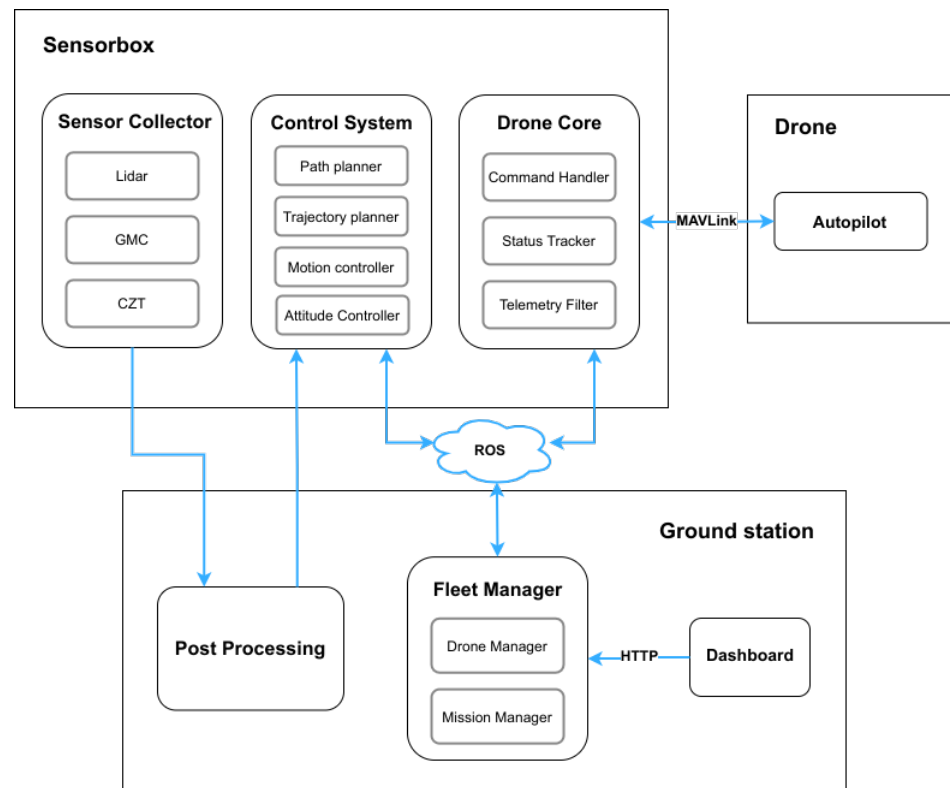 Sensorbox
Sensor Collector
Lidar
GMC
CZT
Control System
Path planner
Trajectory planner
Motion controller
Attitude Controller
Drone Core
Command Handler
Status Tracker
Telemetry Filter
MAVLink
Drone
Autopilot
ROS
Ground station
Post Processing
Fleet Manager
Drone Manager
Mission Manager
HTTP
Dashboard